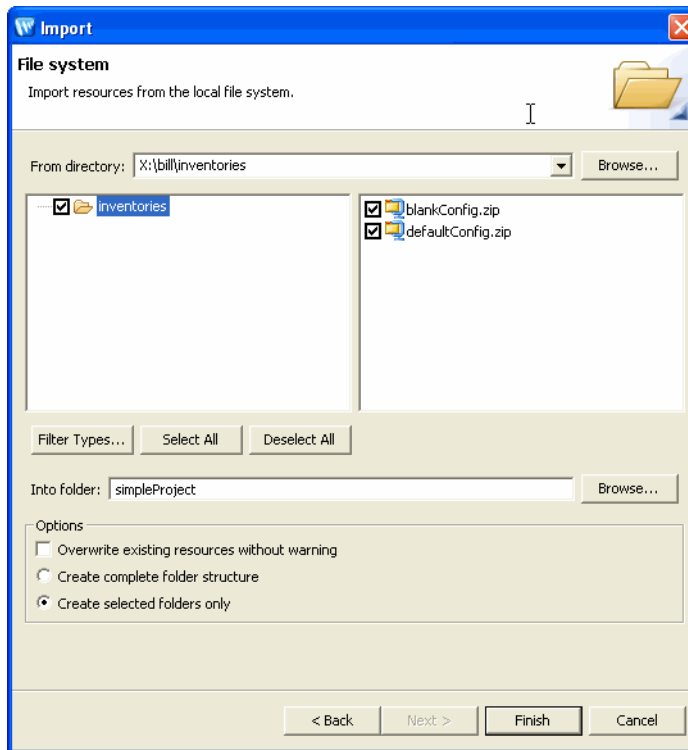 Import
File system
Import resources from the local file system.
From directory: X:\bill\inventories Browse...
inventories
blankConfig.zip
defaultConfig.zip
Filter Types... Select All Deselect All
Into folder: simpleProject Browse...
Options
Overwrite existing resources without warning
Create complete folder structure
Create selected folders only
< Back Next > Finish Cancel